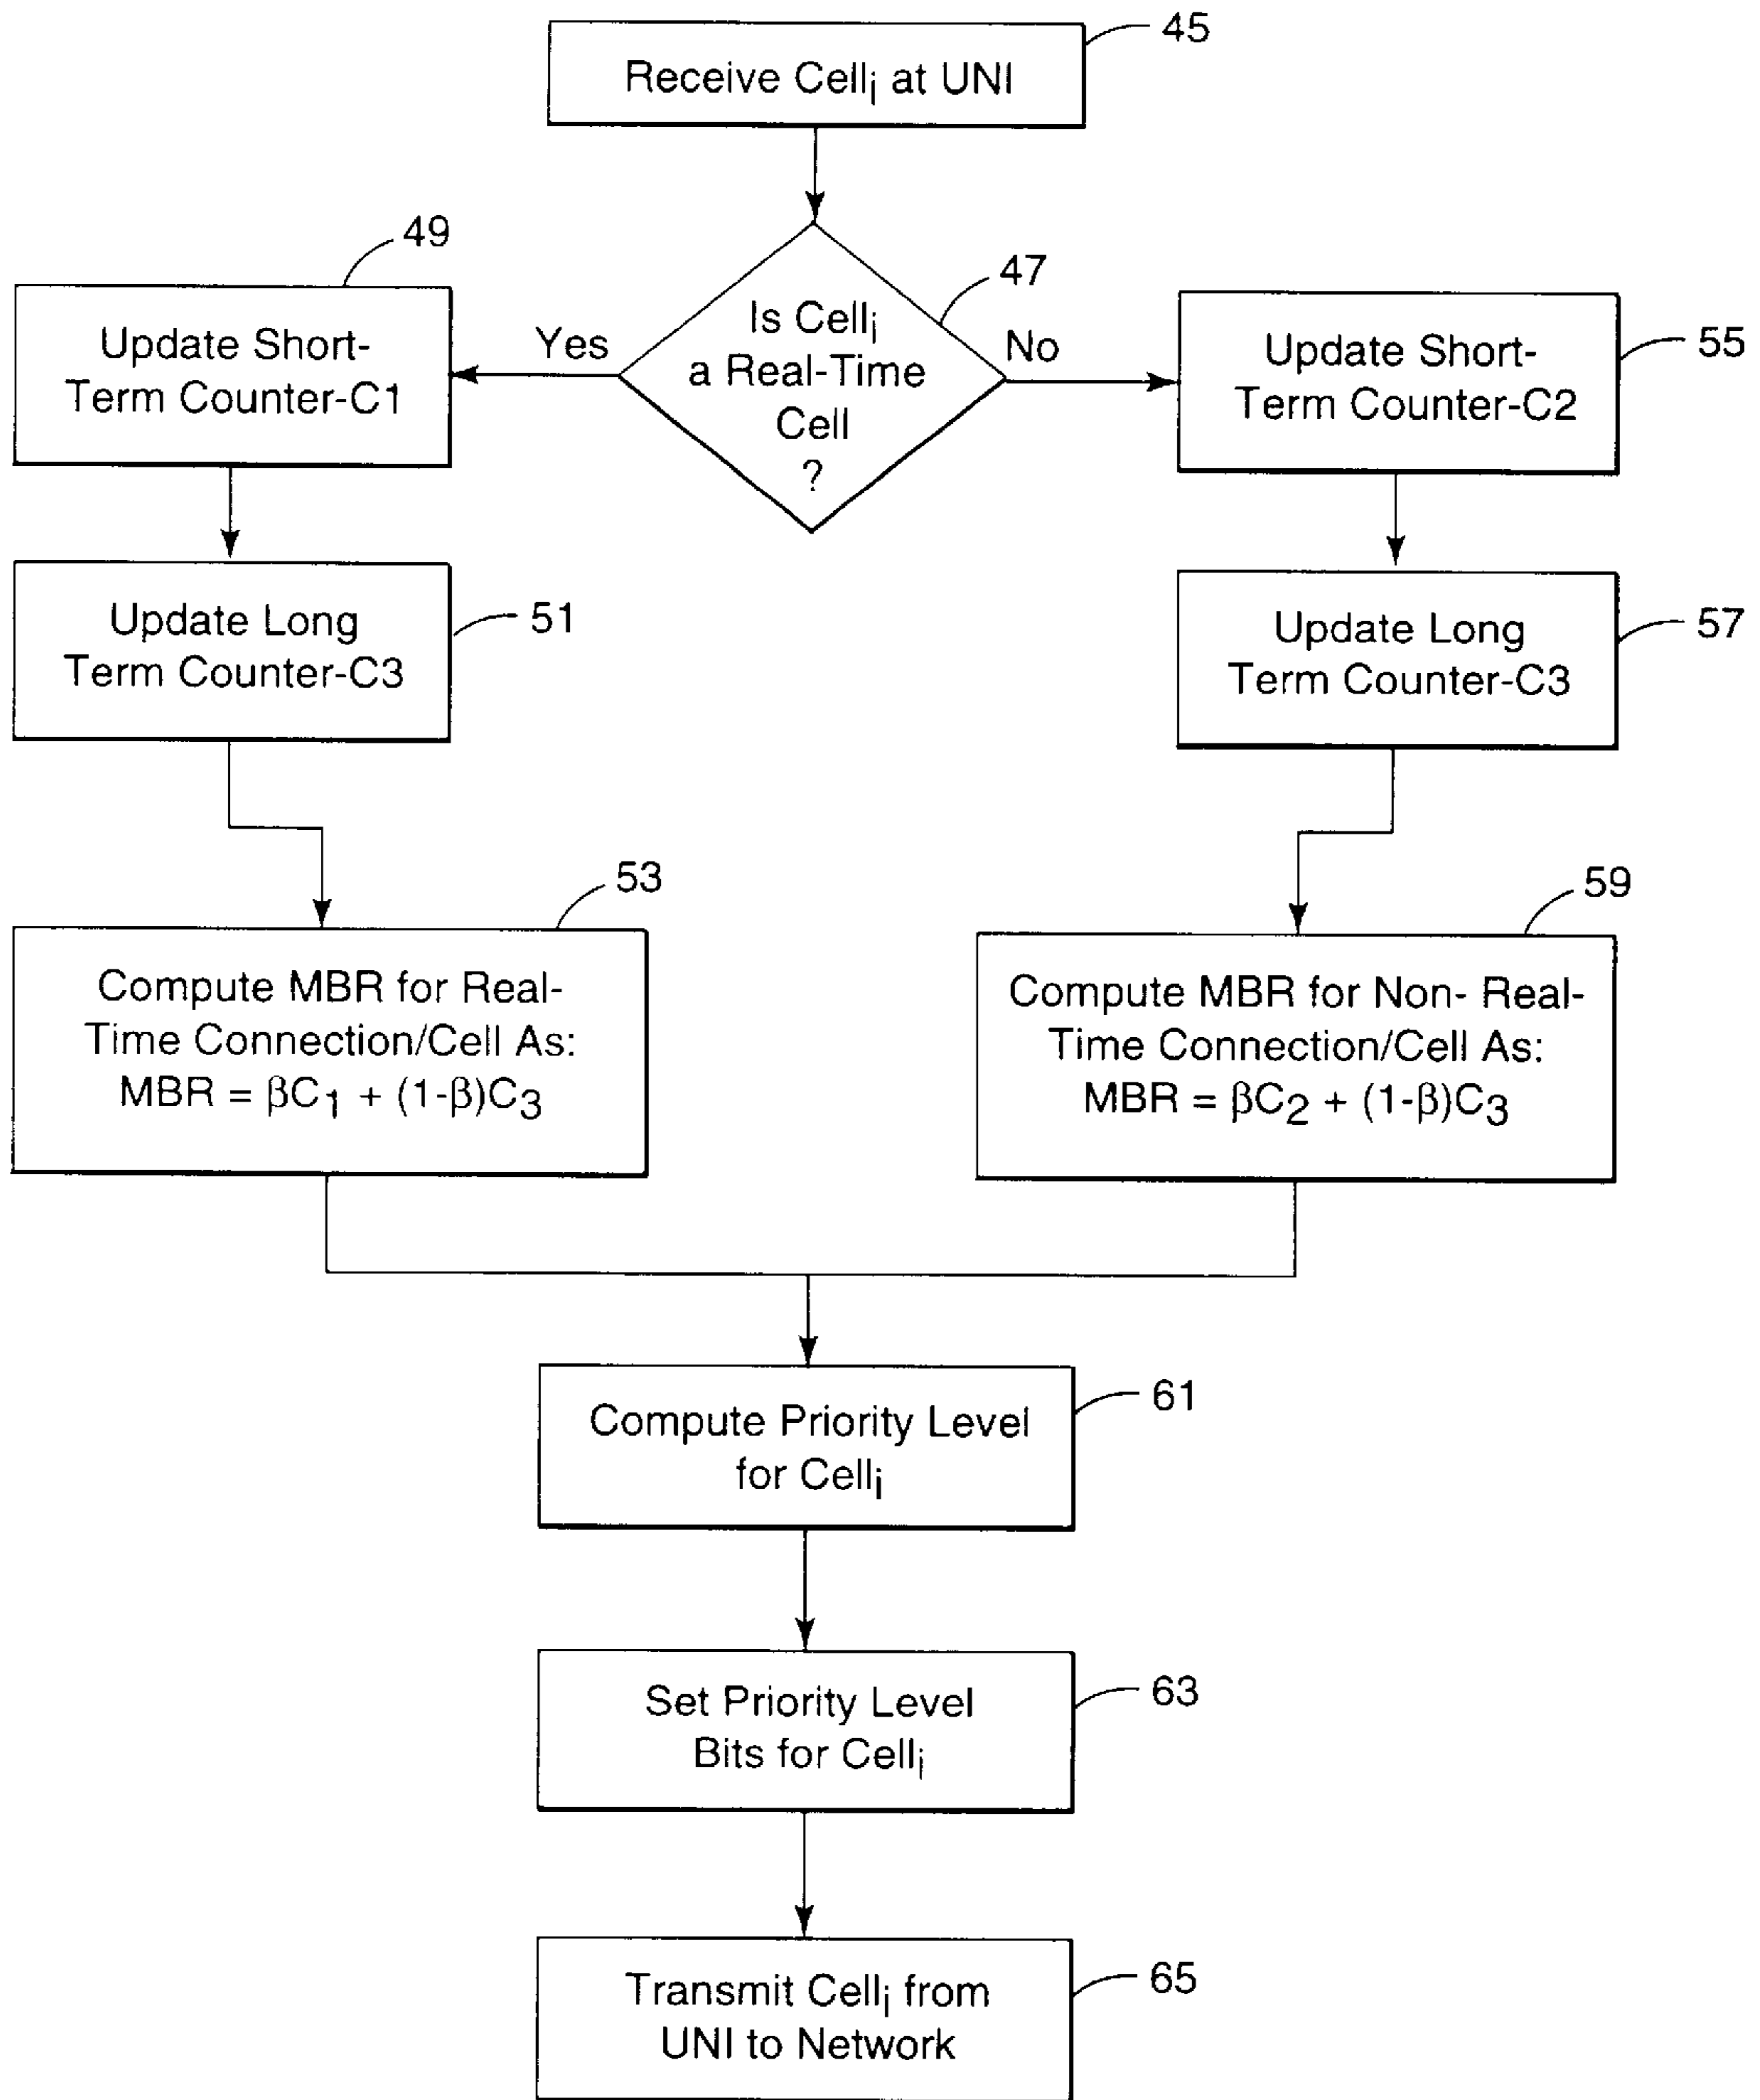 45
Receive Cellᵢ at UNI
47
Is Cellᵢ
a Real-Time
Cell
?
Yes
No
49
Update Short-
Term Counter-C1
51
Update Long
Term Counter-C3
53
Compute MBR for Real-
Time Connection/Cell As:
MBR = βC₁ + (1-β)C₃
55
Update Short-
Term Counter-C2
57
Update Long
Term Counter-C3
59
Compute MBR for Non- Real-
Time Connection/Cell As:
MBR = βC₂ + (1-β)C₃
61
Compute Priority Level
for Cellᵢ
63
Set Priority Level
Bits for Cellᵢ
65
Transmit Cellᵢ from
UNI to Network